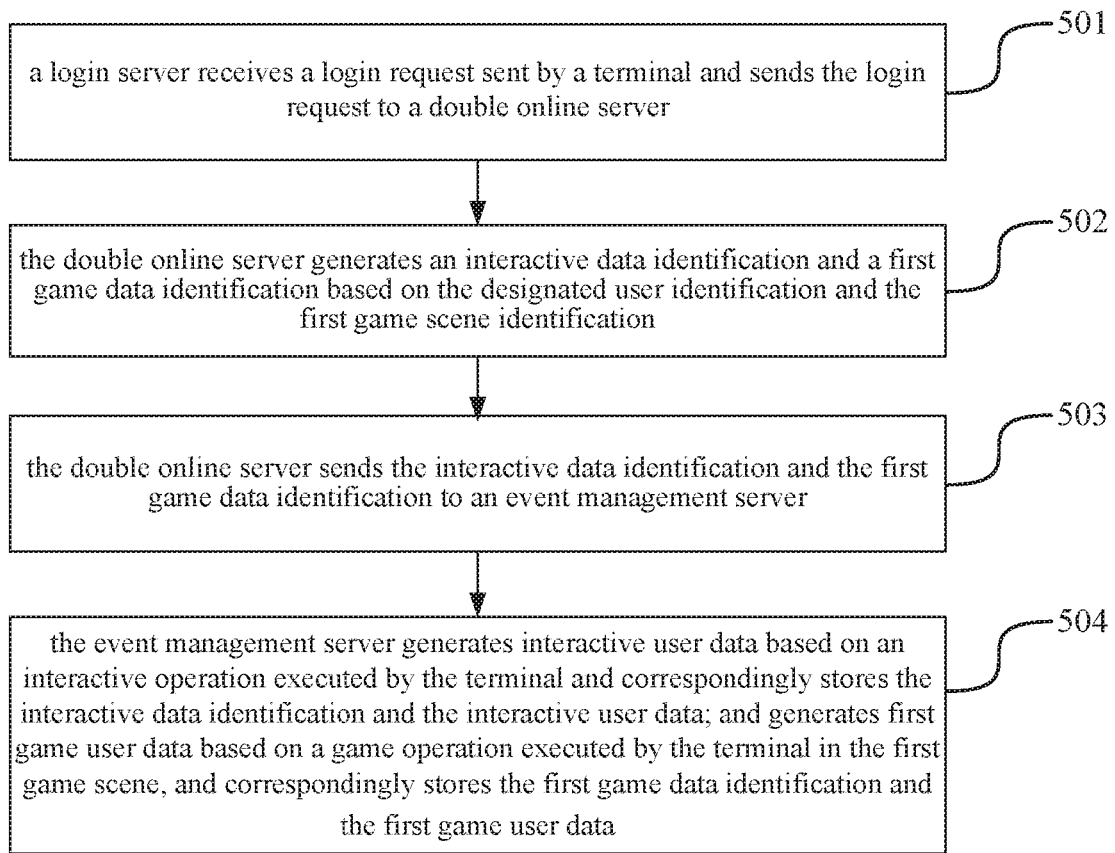 501
a login server receives a login request sent by a terminal and sends the login
request to a double online server
502
the double online server generates an interactive data identification and a first
game data identification based on the designated user identification and the
first game scene identification
503
the double online server sends the interactive data identification and the first
game data identification to an event management server
504
the event management server generates interactive user data based on an
interactive operation executed by the terminal and correspondingly stores the
interactive data identification and the interactive user data; and generates first
game user data based on a game operation executed by the terminal in the first
game scene, and correspondingly stores the first game data identification and
the first game user data